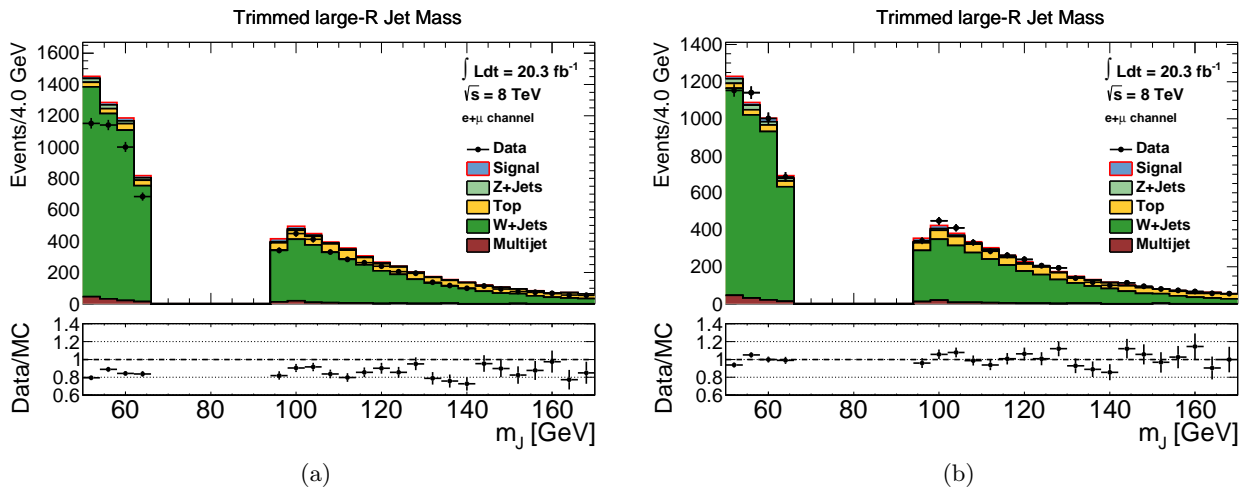 Trimmed large-R Jet Mass
Events/4.0 GeV
1600
1400
1200
1000
800
600
400
200
0
∫ Ldt = 20.3 fb⁻¹
√s = 8 TeV
e+μ channel
Data
Signal
Z+Jets
Top
W+Jets
Multijet
Data/MC
1.4
1.2
1
0.8
0.6
60 80 100 120 140 160
m_J [GeV]
(a)
Trimmed large-R Jet Mass
Events/4.0 GeV
1400
1200
1000
800
600
400
200
0
∫ Ldt = 20.3 fb⁻¹
√s = 8 TeV
e+μ channel
Data
Signal
Z+Jets
Top
W+Jets
Multijet
Data/MC
1.4
1.2
1
0.8
0.6
60 80 100 120 140 160
m_J [GeV]
(b)